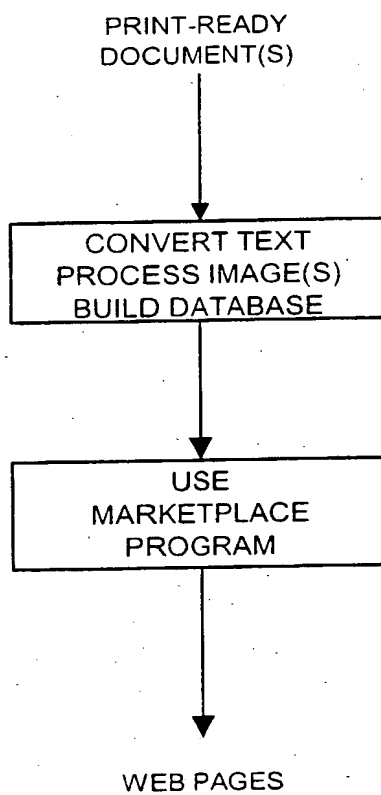 PRINT-READY
DOCUMENT(S)
CONVERT TEXT
PROCESS IMAGE(S)
BUILD DATABASE
USE
MARKETPLACE
PROGRAM
WEB PAGES